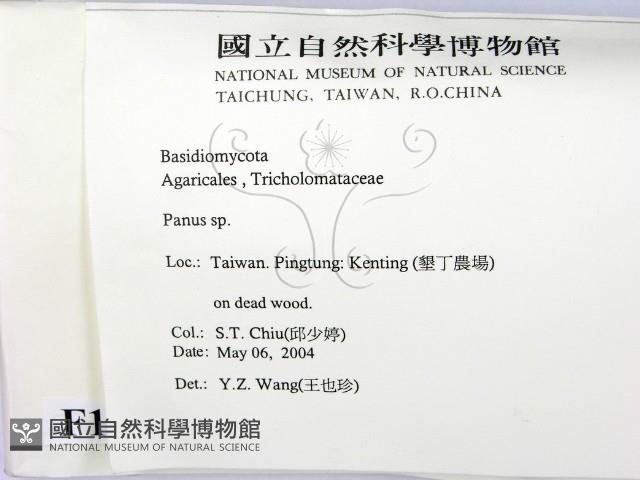 國立自然科學博物館
NATIONAL MUSEUM OF NATURAL SCIENCE
TAICHUNG, TAIWAN, R.O.CHINA
Basidiomycota
Agaricales , Tricholomataceae
Panus sp.
Loc.: Taiwan. Pingtung: Kenting (墾丁農場)
on dead wood.
Col.: S.T. Chiu(邱少婷)
Date: May 06, 2004
Det.: Y.Z. Wang(王也珍)
F1
國立自然科學博物館
NATIONAL MUSEUM OF NATURAL SCIENCE